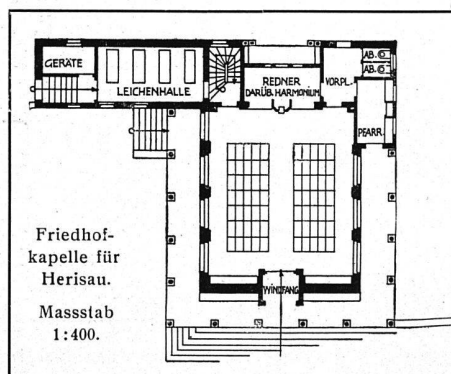 GERÄTE
LEICHENHALLE
REDNER
DARÜB. HARMONIUM
VORPL.
AB.
AB.
PFARR.
WINDFANG
Friedhof-
kapelle für
Herisau.
Massstab
1:400.